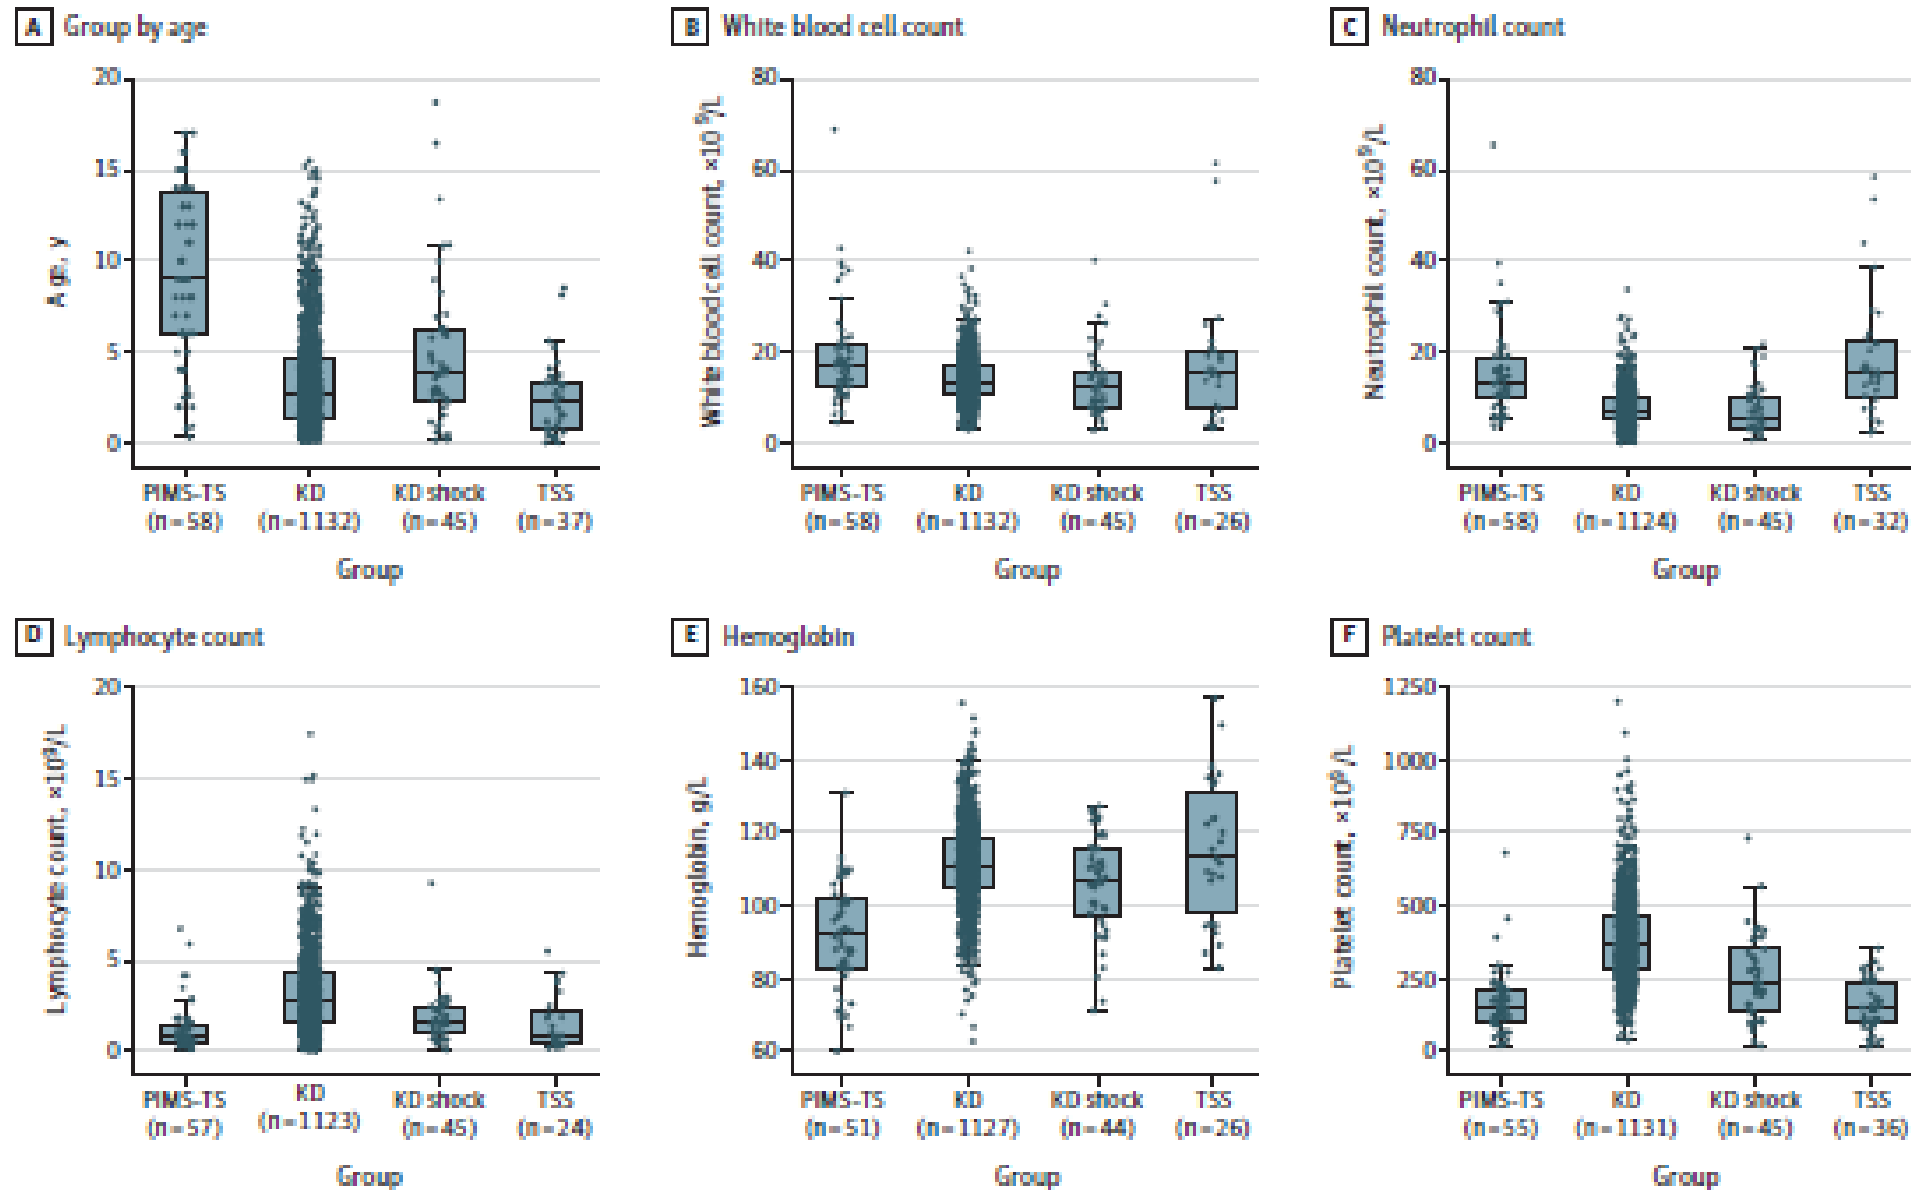 A Group by age
20
15
10
5
0
Age, y
PIMS-TS
(n=58)
KD
(n=1132)
KD shock
(n=45)
TSS
(n=37)
Group
B White blood cell count
80
60
40
20
0
White blood cell count, ×10⁹/L
PIMS-TS
(n=58)
KD
(n=1132)
KD shock
(n=45)
TSS
(n=26)
Group
C Neutrophil count
80
60
40
20
0
Neutrophil count, ×10⁹/L
PIMS-TS
(n=58)
KD
(n=1124)
KD shock
(n=45)
TSS
(n=32)
Group
D Lymphocyte count
20
15
10
5
0
Lymphocyte count, ×10⁹/L
PIMS-TS
(n=57)
KD
(n=1123)
KD shock
(n=45)
TSS
(n=24)
Group
E Hemoglobin
160
140
120
100
80
60
Hemoglobin, g/L
PIMS-TS
(n=51)
KD
(n=1127)
KD shock
(n=44)
TSS
(n=26)
Group
F Platelet count
1250
1000
750
500
250
0
Platelet count, ×10⁹/L
PIMS-TS
(n=55)
KD
(n=1131)
KD shock
(n=45)
TSS
(n=36)
Group